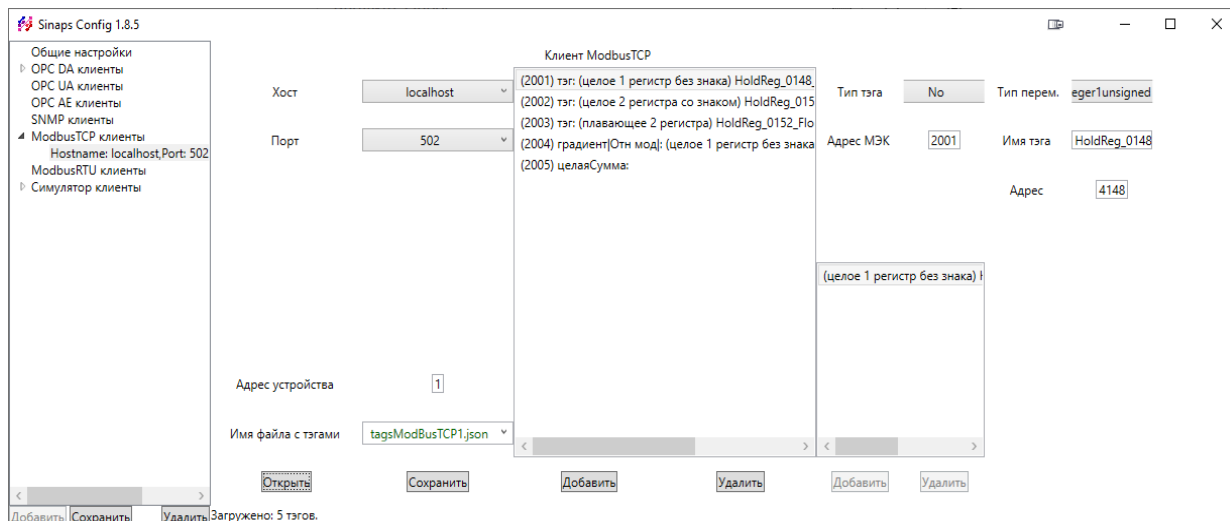 Sinaps Config 1.8.5
Общие настройки
OPC DA клиенты
OPC UA клиенты
OPC AE клиенты
SNMP клиенты
ModbusTCP клиенты
Hostname: localhost,Port: 502
ModbusRTU клиенты
Симулятор клиенты
Добавить Сохранить Удалить
Клиент ModbusTCP
Хост localhost
Порт 502
Адрес устройства 1
Имя файла с тэгами tagsModBusTCP1.json
Открыть Сохранить
(2001) тэг: (целое 1 регистр без знака) HoldReg_0148_
(2002) тэг: (целое 2 регистра со знаком) HoldReg_015
(2003) тэг: (плавающее 2 регистра) HoldReg_0152_Flo
(2004) градиент|Отн мод|: (целое 1 регистр без знака
(2005) целаяСумма:
Добавить Удалить
Тип тэга No Тип перем. eger1unsigned
Адрес МЭК 2001 Имя тэга HoldReg_0148
Адрес 4148
(целое 1 регистр без знака) H
Добавить Удалить
Загружено: 5 тэгов.